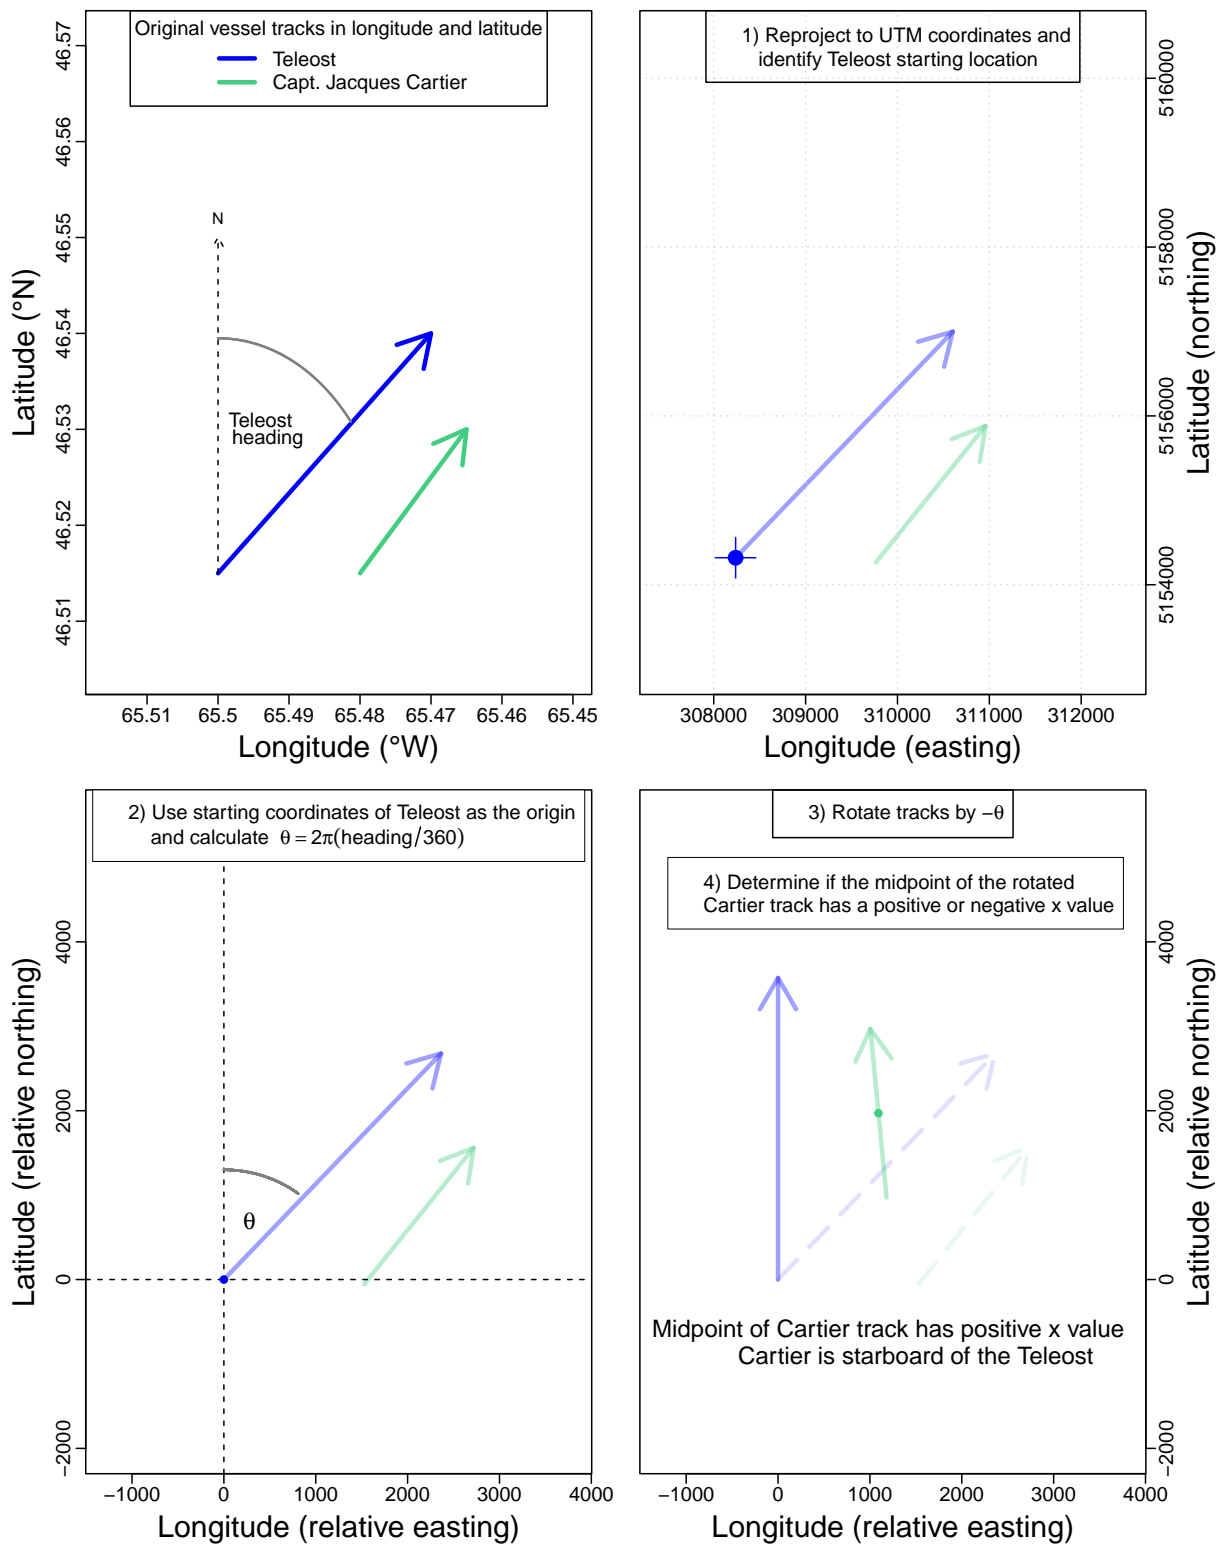 Original vessel tracks in longitude and latitude
Teleost
Capt. Jacques Cartier
N
Teleost
heading
46.57
46.56
46.55
46.54
46.53
46.52
46.51
Latitude (°N)
65.51 65.5 65.49 65.48 65.47 65.46 65.45
Longitude (°W)
1) Reproject to UTM coordinates and
identify Teleost starting location
5160000
5158000
5156000
5154000
Latitude (northing)
308000 309000 310000 311000 312000
Longitude (easting)
2) Use starting coordinates of Teleost as the origin
and calculate θ = 2π(heading/360)
θ
4000
2000
0
−2000
Latitude (relative northing)
−1000 0 1000 2000 3000 4000
Longitude (relative easting)
3) Rotate tracks by −θ
4) Determine if the midpoint of the rotated
Cartier track has a positive or negative x value
Midpoint of Cartier track has positive x value
Cartier is starboard of the Teleost
4000
2000
0
−2000
Latitude (relative northing)
−1000 0 1000 2000 3000 4000
Longitude (relative easting)